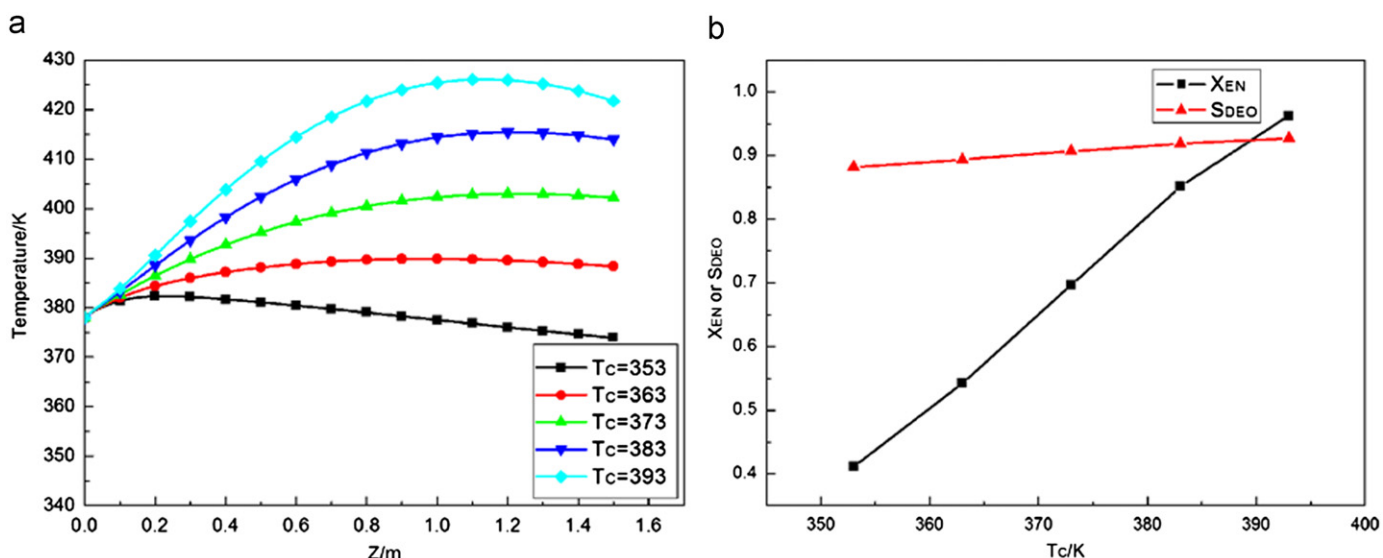 a
430
420
410
400
390
380
370
360
350
340
Temperature/K
0.0 0.2 0.4 0.6 0.8 1.0 1.2 1.4 1.6
Z/m
Tc=353
Tc=363
Tc=373
Tc=383
Tc=393
b
1.0
0.9
0.8
0.7
0.6
0.5
0.4
XEN or SDEO
350 360 370 380 390 400
Tc/K
XEN
SDEO